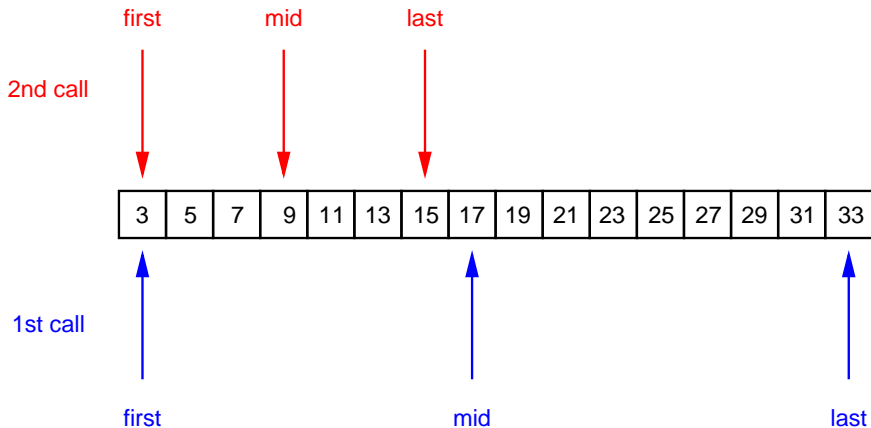 first mid last
2nd call
3 5 7 9 11 13 15 17 19 21 23 25 27 29 31 33
1st call
first mid last